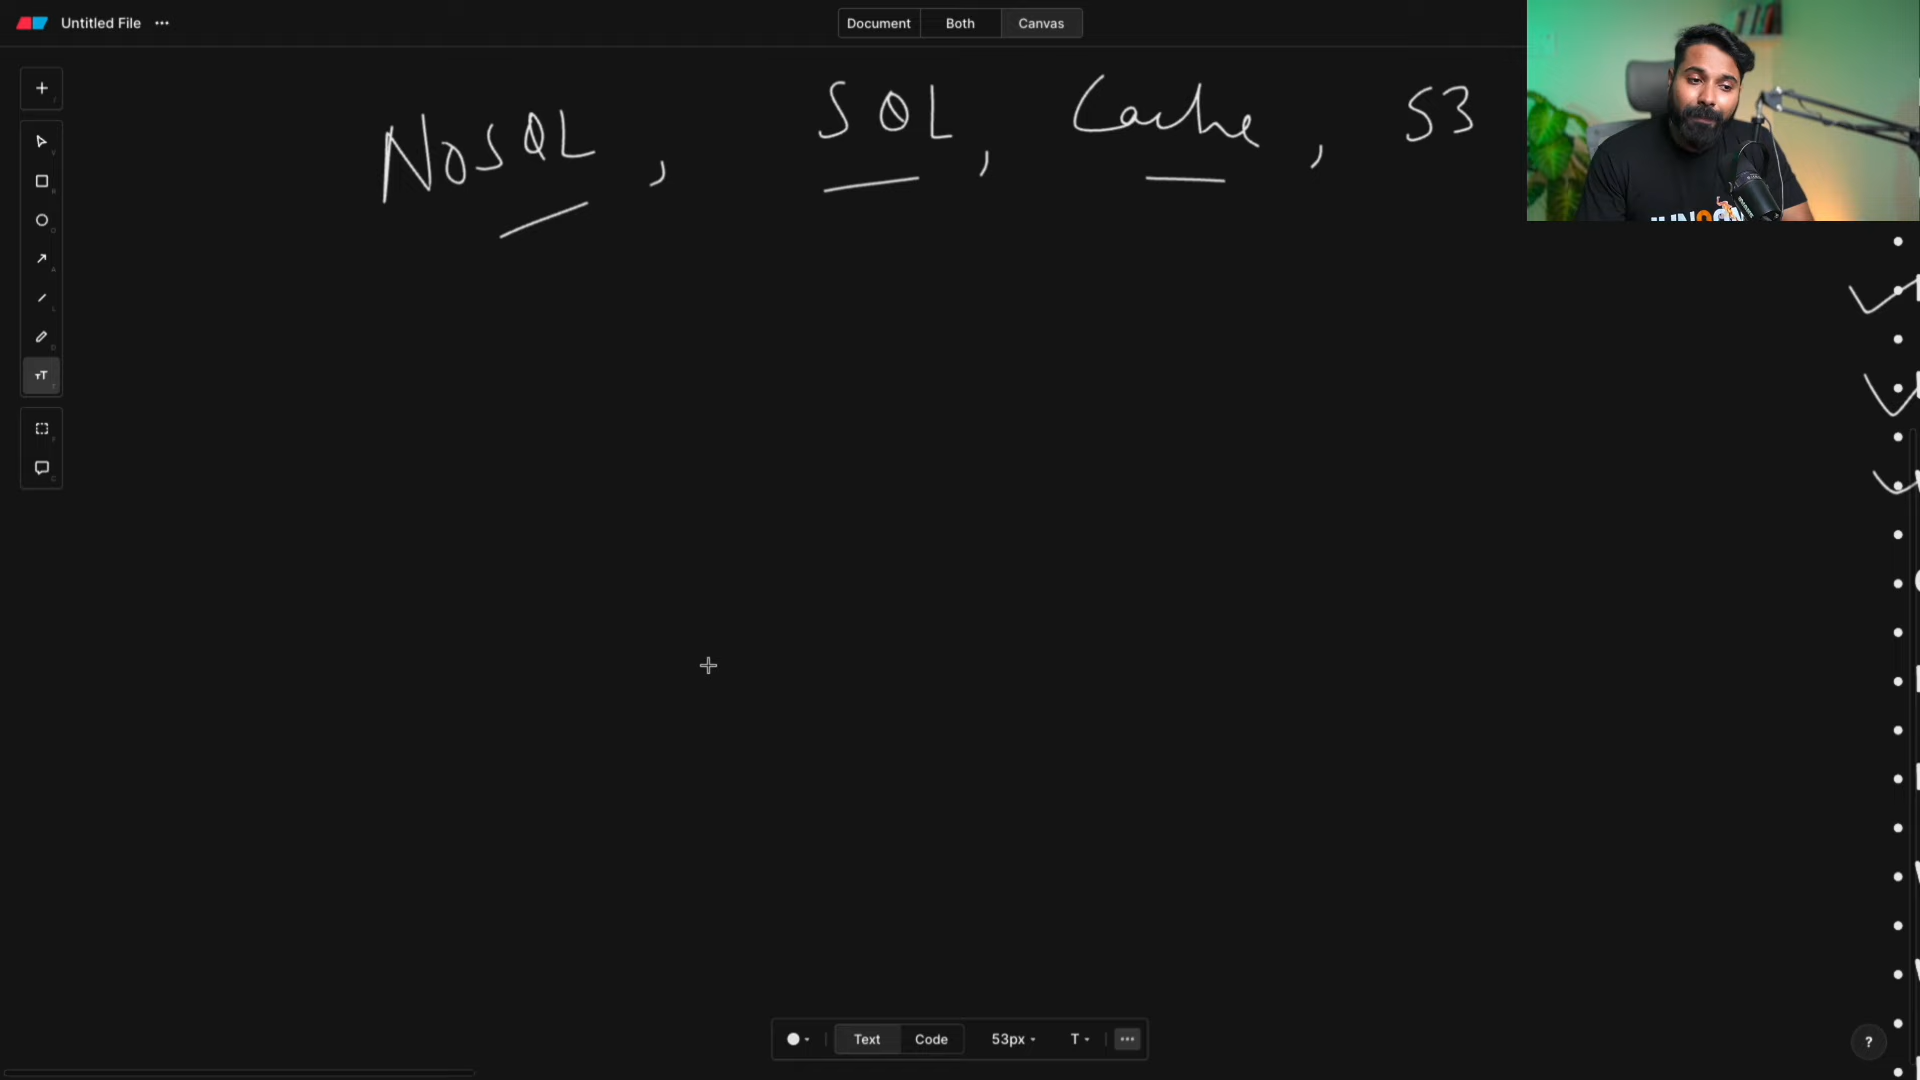 Untitled File
Document Both Canvas
NoSQL, SQL, Cache, S3
Text Code 53px T
?